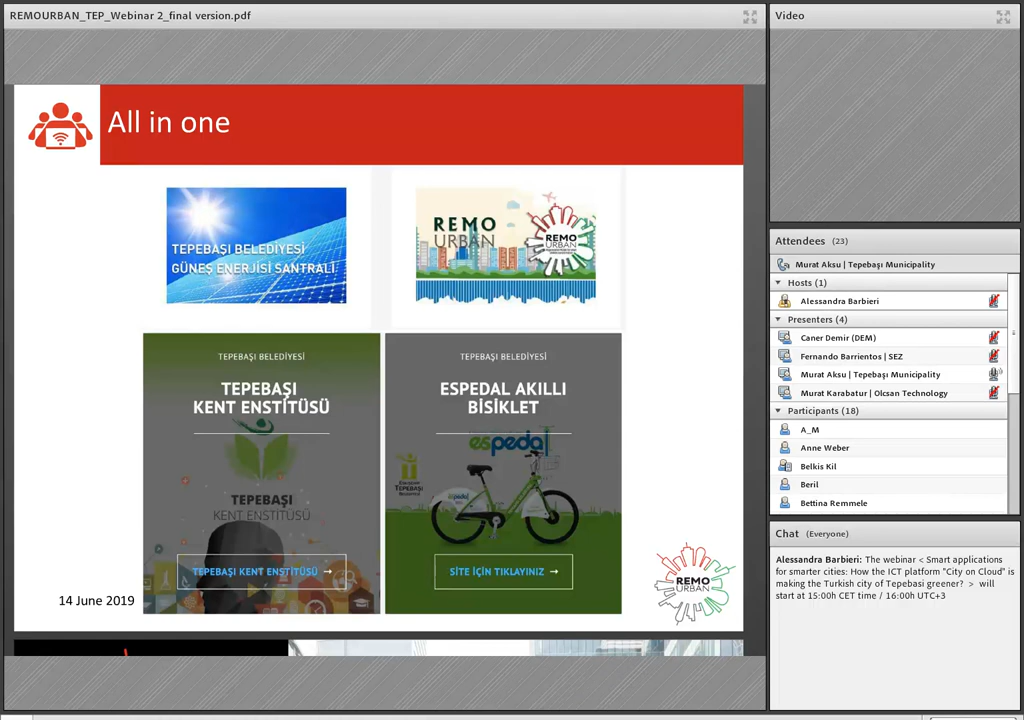 REMOURBAN_TEP_Webinar 2_final version.pdf
All in one
TEPEBAŞI BELEDİYESİ
GÜNEŞ ENERJİSİ SANTRALİ
REMO
URBAN
REMO
URBAN
TEPEBAŞI BELEDİYESİ
TEPEBAŞI
KENT ENSTİTÜSÜ
TEPEBAŞI
KENT ENSTİTÜSÜ
TEPEBAŞI KENT ENSTİTÜSÜ →
TEPEBAŞI BELEDİYESİ
ESPEDAL AKILLI
BİSİKLET
espedal
TEPEBAŞI
SİTE İÇİN TIKLAYINIZ →
14 June 2019
REMO
URBAN
Video
Attendees (23)
Murat Aksu | Tepebaşı Municipality
Hosts (1)
Alessandra Barbieri
Presenters (4)
Caner Demir (DEM)
Fernando Barrientos | SEZ
Murat Aksu | Tepebaşı Municipality
Murat Karabatur | Olcsan Technology
Participants (18)
A_M
Anne Weber
Belkis Kil
Beril
Bettina Remmele
Chat (Everyone)
Alessandra Barbieri: The webinar < Smart applications
for smarter cities: How the ICT platform "City on Cloud" is
making the Turkish city of Tepebasi greener? > will
start at 15:00h CET time / 16:00h UTC+3